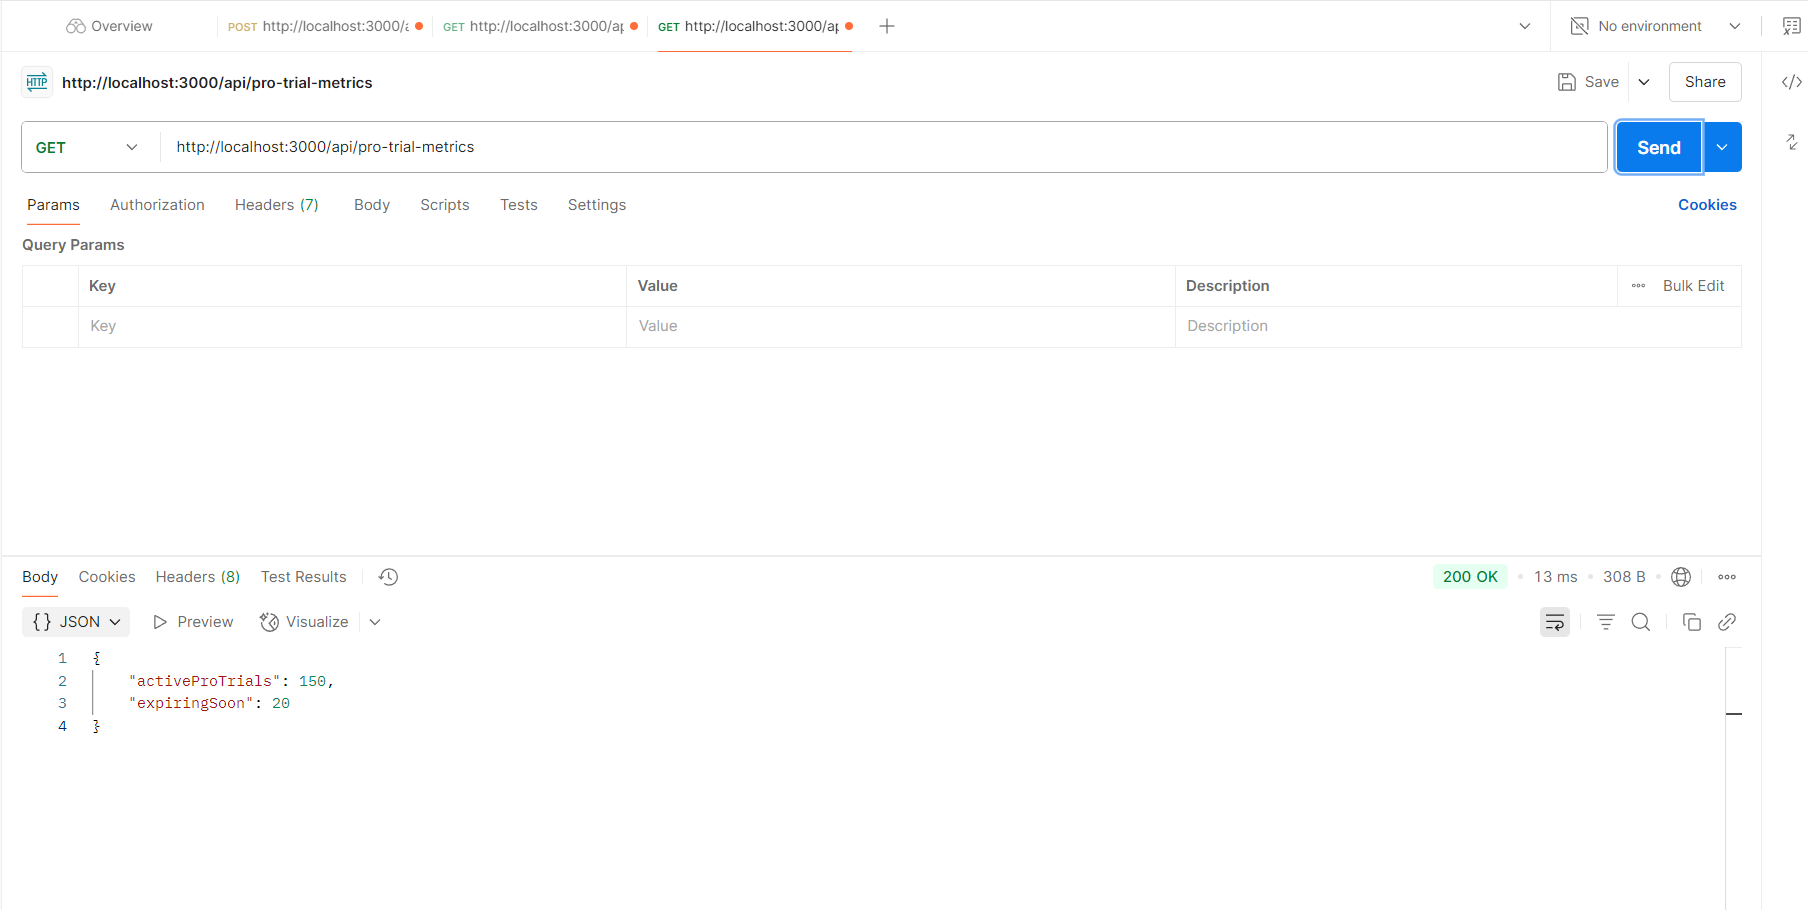 Overview
POST http://localhost:3000/a
GET http://localhost:3000/ap
GET http://localhost:3000/ap
No environment
HTTP http://localhost:3000/api/pro-trial-metrics
Save
Share
GET http://localhost:3000/api/pro-trial-metrics
Send
Params Authorization Headers (7) Body Scripts Tests Settings
Cookies
Query Params
Key Value Description Bulk Edit
Key Value Description
Body Cookies Headers (8) Test Results
200 OK • 13 ms • 308 B •
{} JSON Preview Visualize
1 {
2 "activeProTrials": 150,
3 "expiringSoon": 20
4 }